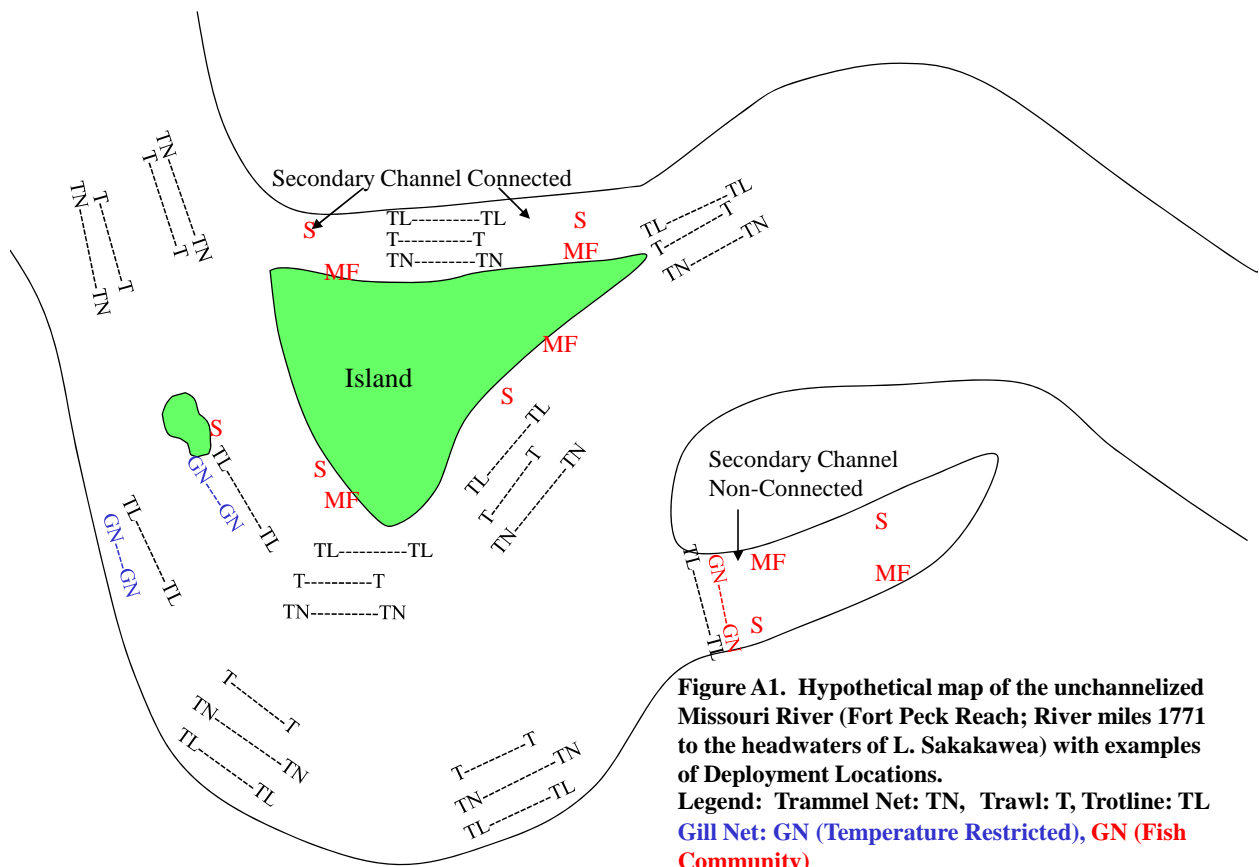 TN
T
T
TN
TN
T
T
TN
Secondary Channel Connected
S
TL----------TL
S
T----------T
MF
TN---------TN
MF
TL--------TL
T---------T
TN-------TN
MF
Island
S
S
TL
TL
GN----GN
TL
T
TN
TL
T
TN
S
MF
Secondary Channel
Non-Connected
S
TL
TL
GN----GN
TL----------TL
T----------T
TN----------TN
TL
TL
GN
GN
MF
MF
S
T--------T
TN
TN
TL
TL
T--------T
TN---------TN
TL--------TL
Figure A1. Hypothetical map of the unchannelized
Missouri River (Fort Peck Reach; River miles 1771
to the headwaters of L. Sakakawea) with examples
of Deployment Locations.
Legend: Trammel Net: TN, Trawl: T, Trotline: TL
Gill Net: GN (Temperature Restricted), GN (Fish
Community)